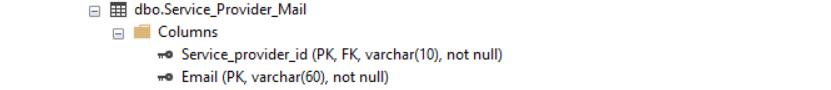 dbo.Service_Provider_Mail
Columns
Service_provider_id (PK, FK, varchar(10), not null)
Email (PK, varchar(60), not null)